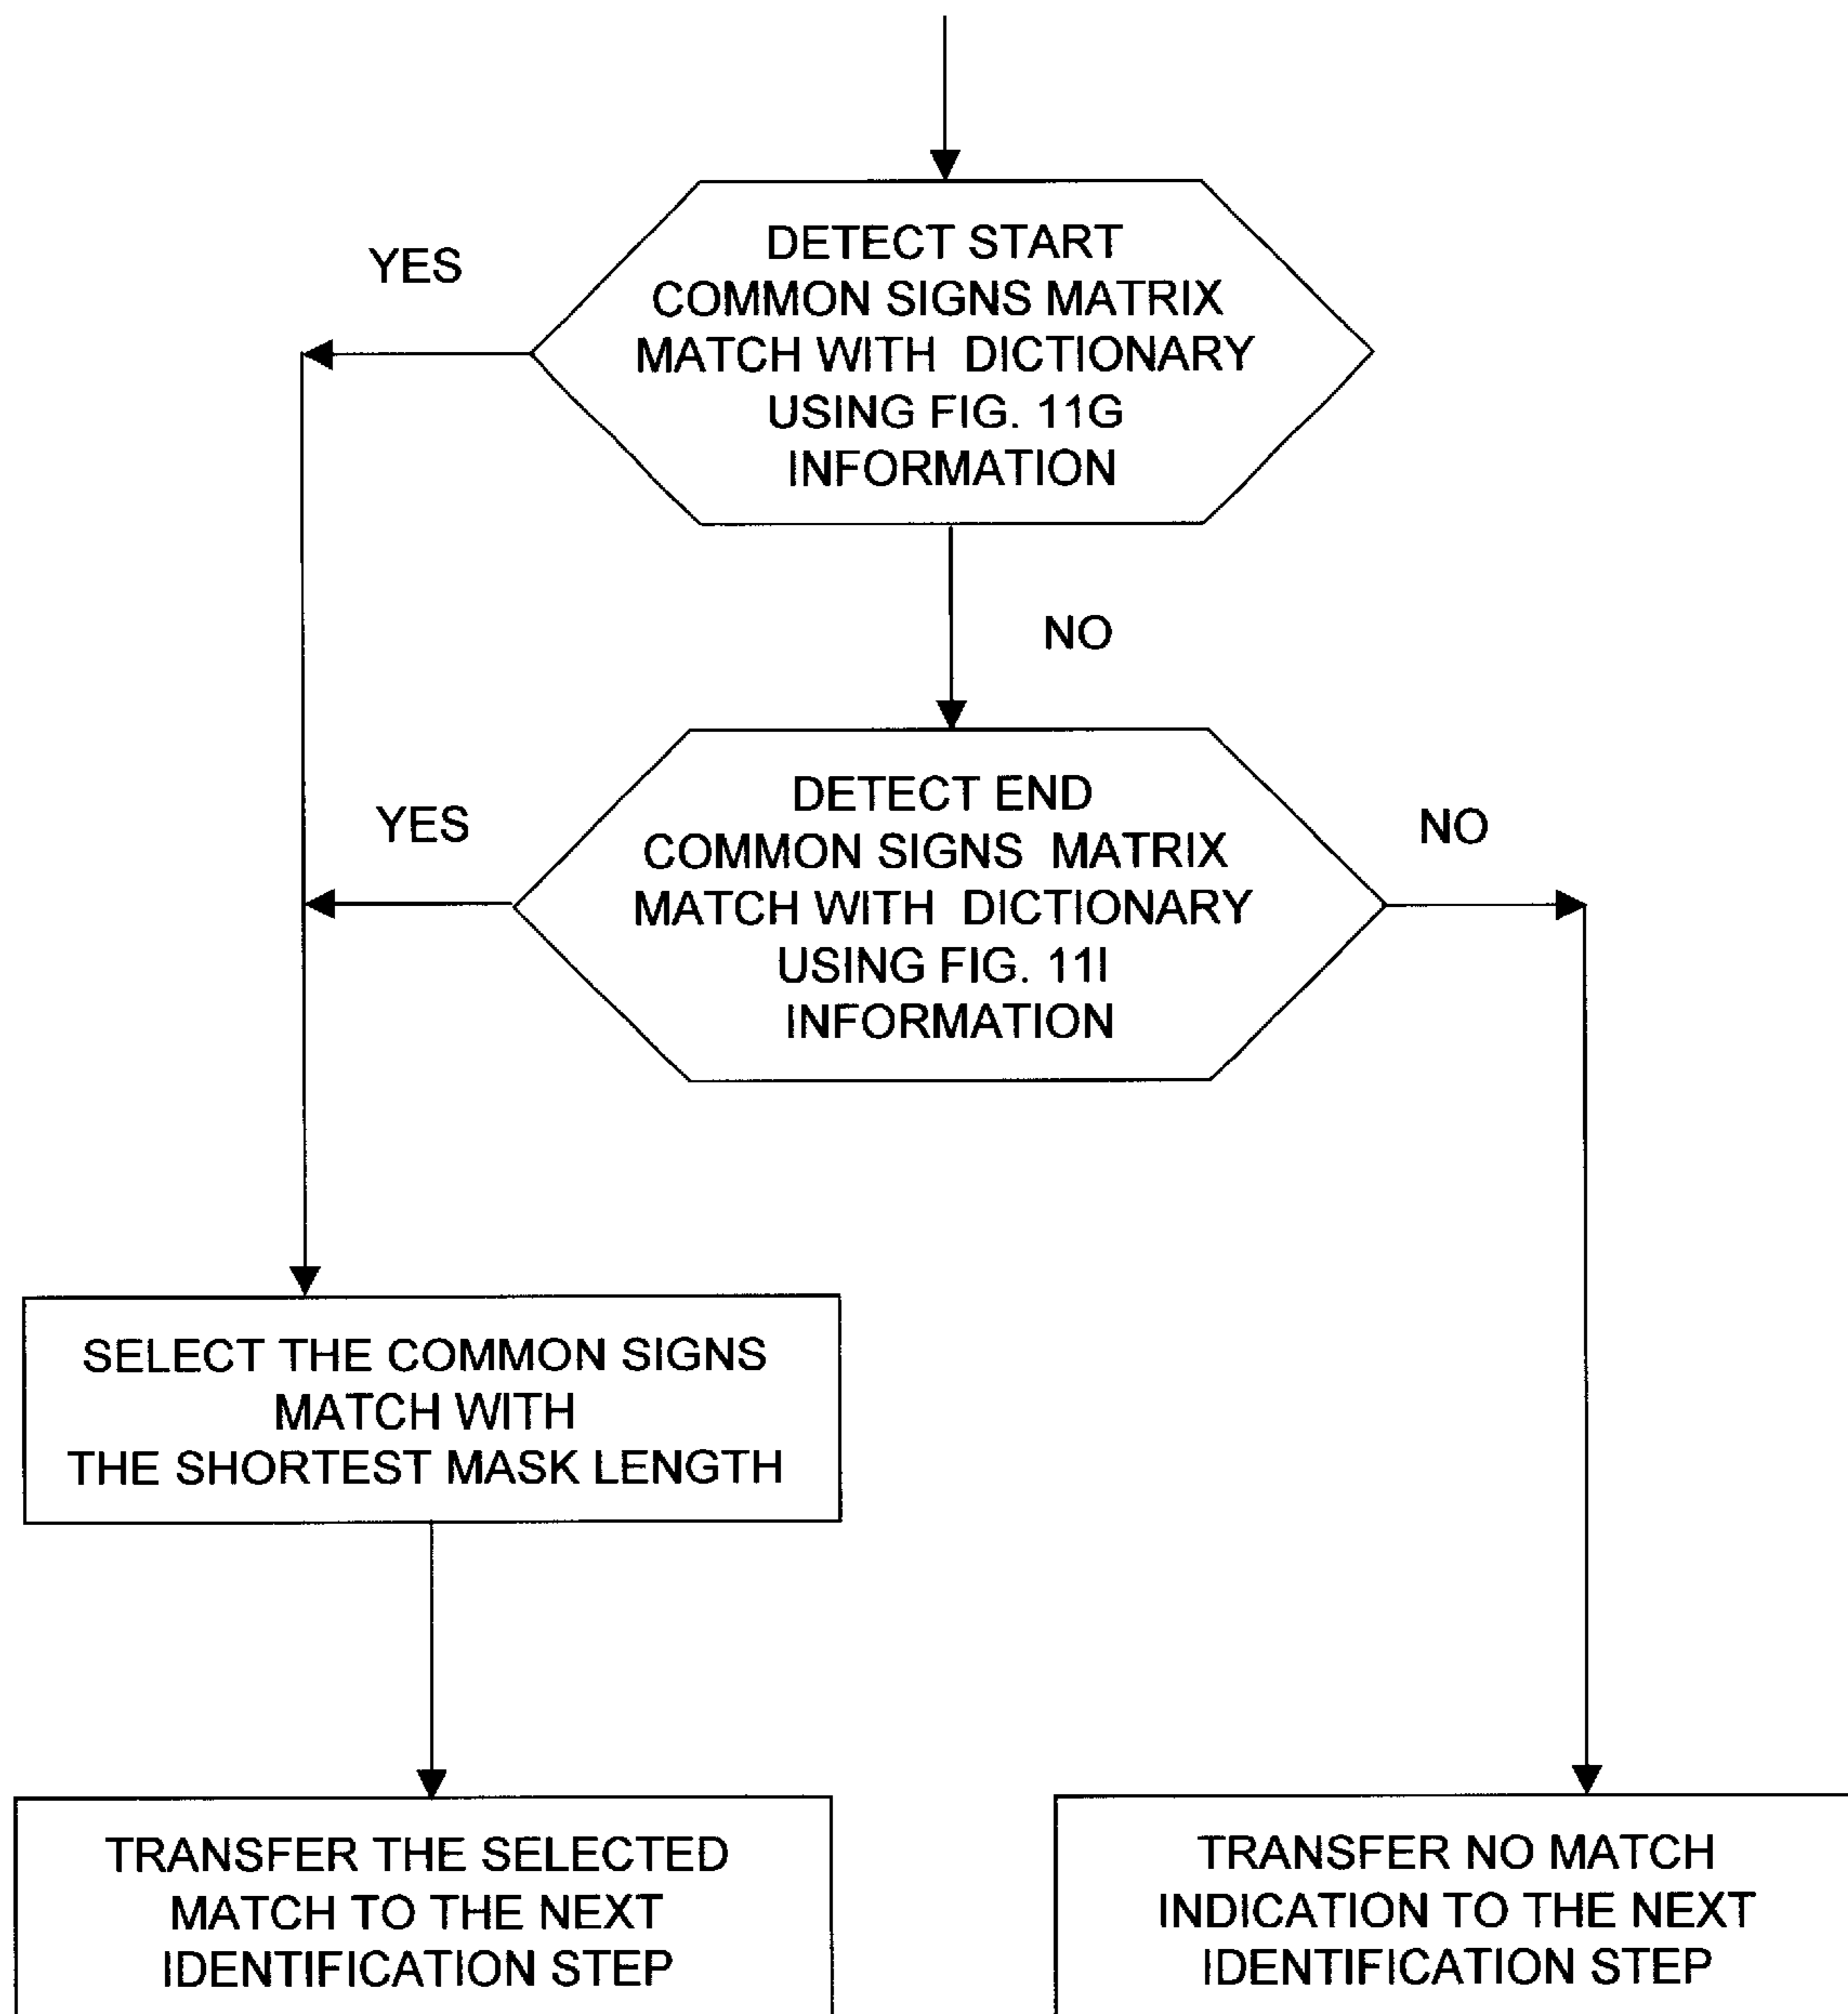 YES
DETECT START
COMMON SIGNS MATRIX
MATCH WITH DICTIONARY
USING FIG. 11G
INFORMATION
NO
YES
DETECT END
COMMON SIGNS MATRIX
MATCH WITH DICTIONARY
USING FIG. 11I
INFORMATION
NO
SELECT THE COMMON SIGNS
MATCH WITH
THE SHORTEST MASK LENGTH
TRANSFER THE SELECTED
MATCH TO THE NEXT
IDENTIFICATION STEP
TRANSFER NO MATCH
INDICATION TO THE NEXT
IDENTIFICATION STEP